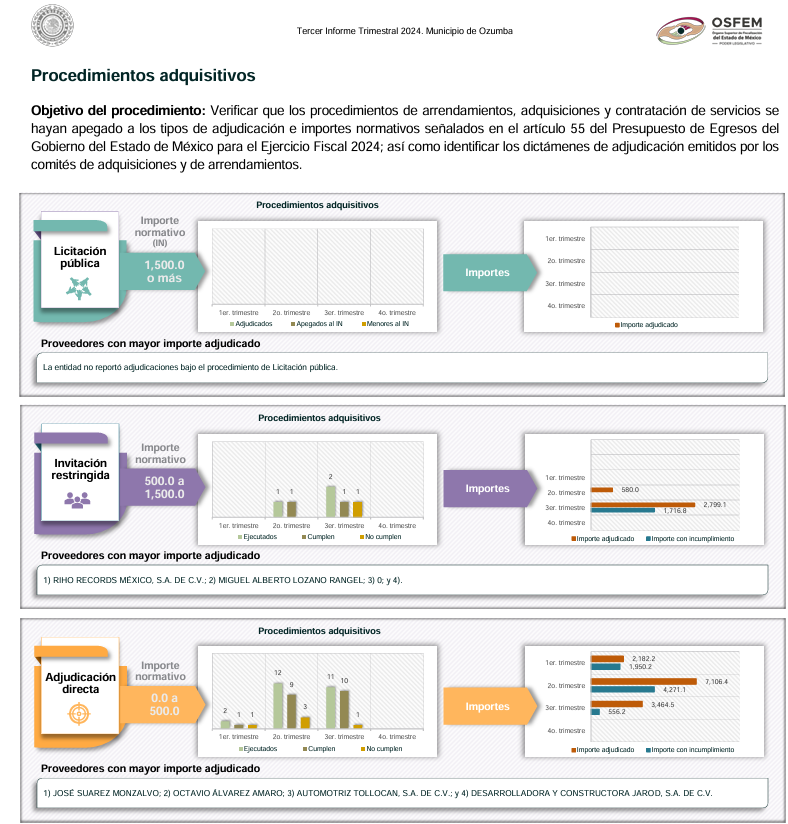 Tercer Informe Trimestral 2024. Municipio de Ozumba
OSFEM
Órgano Superior de Fiscalización
del Estado de México
PODER LEGISLATIVO
Procedimientos adquisitivos
Objetivo del procedimiento: Verificar que los procedimientos de arrendamientos, adquisiciones y contratación de servicios se
hayan apegado a los tipos de adjudicación e importes normativos señalados en el artículo 55 del Presupuesto de Egresos del
Gobierno del Estado de México para el Ejercicio Fiscal 2024; así como identificar los dictámenes de adjudicación emitidos por los
comités de adquisiciones y de arrendamientos.
Licitación
pública
Importe
normativo
(IN)
1,500.0
o más
Procedimientos adquisitivos
1er. trimestre 2o. trimestre 3er. trimestre 4o. trimestre
Adjudicados Apegados al IN Menores al IN
Importes
1er. trimestre
2o. trimestre
3er. trimestre
4o. trimestre
Importe adjudicado
Proveedores con mayor importe adjudicado
La entidad no reportó adjudicaciones bajo el procedimiento de Licitación pública.
Invitación
restringida
Importe
normativo
500.0 a
1,500.0
Procedimientos adquisitivos
1 1 2 1 1
1er. trimestre 2o. trimestre 3er. trimestre 4o. trimestre
Ejecutados Cumplen No cumplen
Importes
1er. trimestre
2o. trimestre 580.0
3er. trimestre 2,799.1
1,716.8
4o. trimestre
Importe adjudicado Importe con incumplimiento
Proveedores con mayor importe adjudicado
1) RIHO RECORDS MÉXICO, S.A. DE C.V.; 2) MIGUEL ALBERTO LOZANO RANGEL; 3) 0; y 4).
Adjudicación
directa
Importe
normativo
0.0 a
500.0
Procedimientos adquisitivos
2 1 1 12 9 3 11 10 1
1er. trimestre 2o. trimestre 3er. trimestre 4o. trimestre
Ejecutados Cumplen No cumplen
Importes
1er. trimestre 2,182.2
1,950.2
2o. trimestre 7,106.4
4,271.1
3er. trimestre 3,464.5
556.2
4o. trimestre
Importe adjudicado Importe con incumplimiento
Proveedores con mayor importe adjudicado
1) JOSÉ SUAREZ MONZALVO; 2) OCTAVIO ÁLVAREZ AMARO; 3) AUTOMOTRIZ TOLLOCAN, S.A. DE C.V.; y 4) DESARROLLADORA Y CONSTRUCTORA JAROD, S.A. DE C.V.